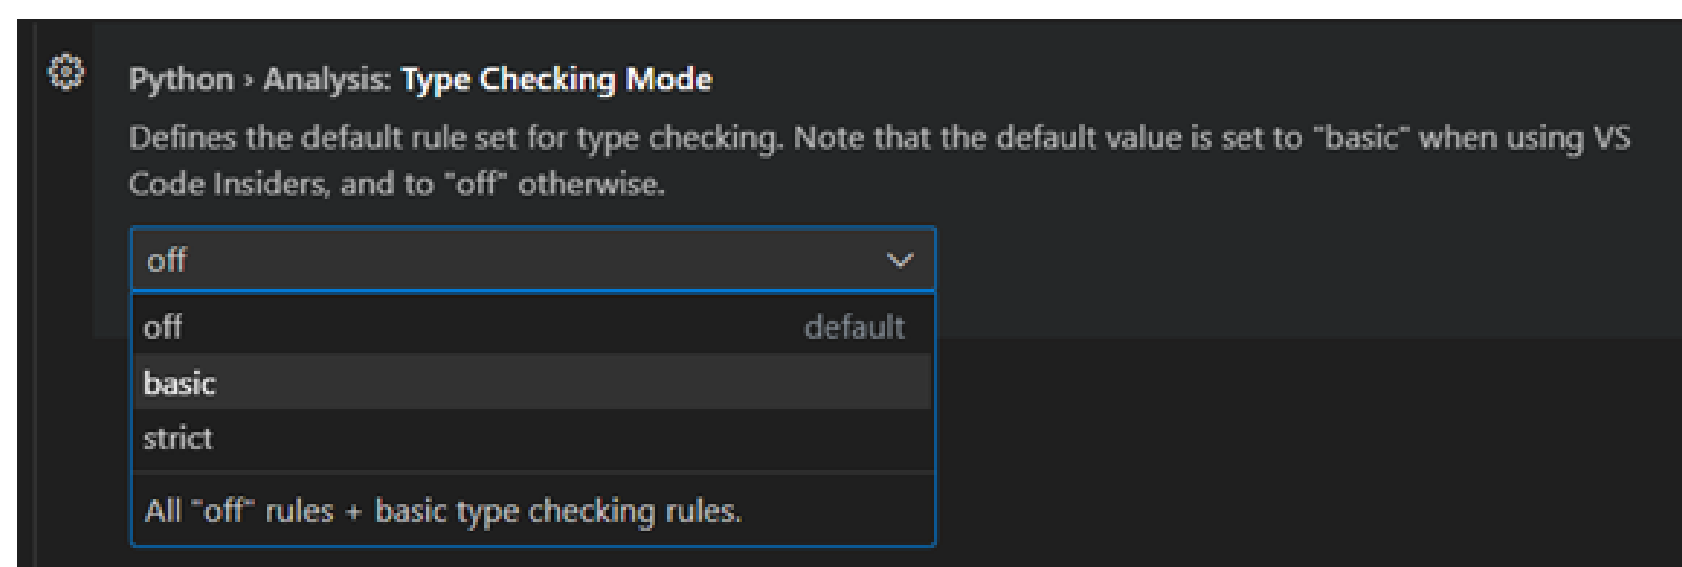 Python › Analysis: Type Checking Mode
Defines the default rule set for type checking. Note that the default value is set to "basic" when using VS
Code Insiders, and to "off" otherwise.
off
off default
basic
strict
All "off" rules + basic type checking rules.